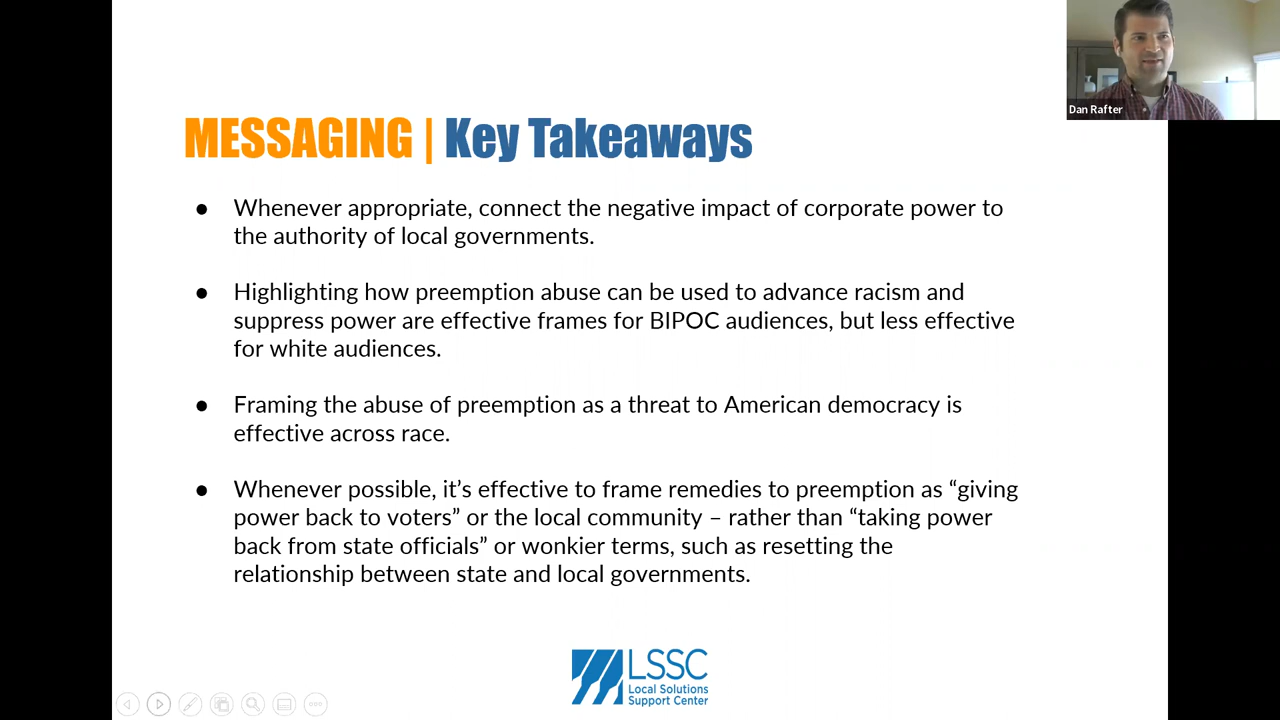 Dan Rafter
MESSAGING | Key Takeaways
● Whenever appropriate, connect the negative impact of corporate power to
the authority of local governments.
● Highlighting how preemption abuse can be used to advance racism and
suppress power are effective frames for BIPOC audiences, but less effective
for white audiences.
● Framing the abuse of preemption as a threat to American democracy is
effective across race.
● Whenever possible, it’s effective to frame remedies to preemption as “giving
power back to voters” or the local community – rather than “taking power
back from state officials” or wonkier terms, such as resetting the
relationship between state and local governments.
LSSC
Local Solutions
Support Center